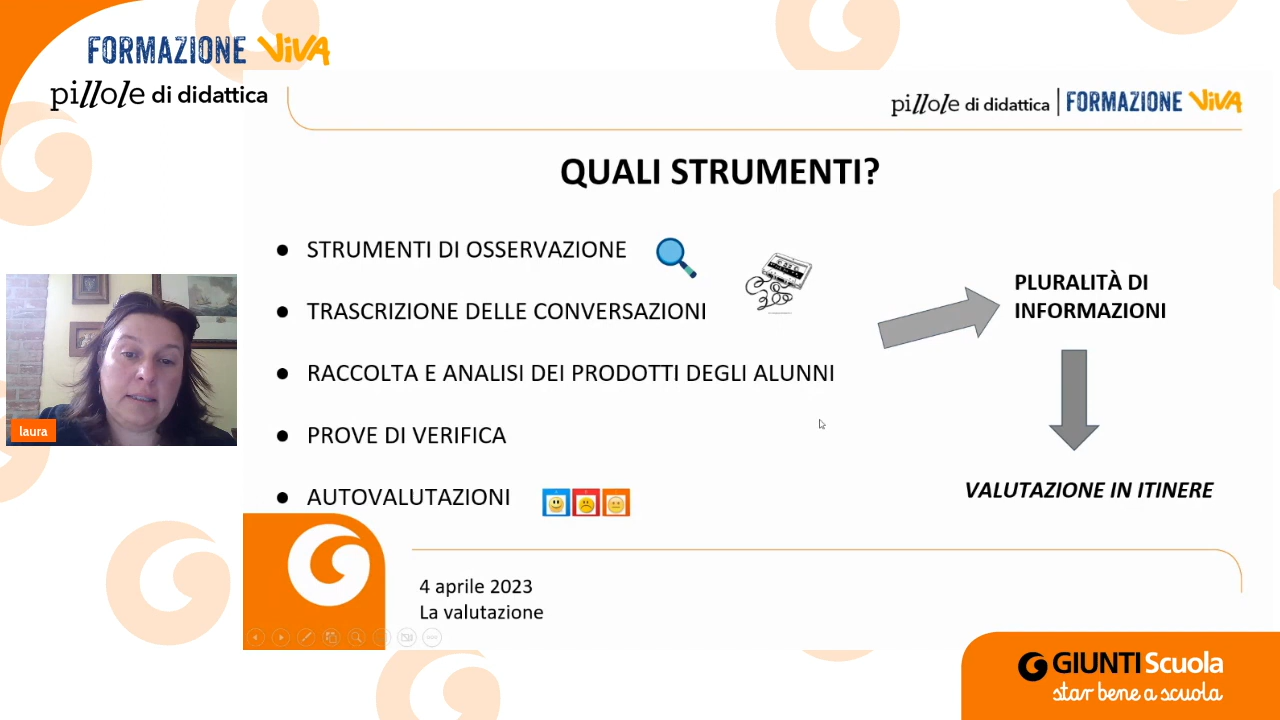 FORMAZIONE VIVA
pillole di didattica
pillole di didattica | FORMAZIONE VIVA
QUALI STRUMENTI?
● STRUMENTI DI OSSERVAZIONE
● TRASCRIZIONE DELLE CONVERSAZIONI
● RACCOLTA E ANALISI DEI PRODOTTI DEGLI ALUNNI
● PROVE DI VERIFICA
● AUTOVALUTAZIONI
PLURALITÀ DI
INFORMAZIONI
VALUTAZIONE IN ITINERE
laura
4 aprile 2023
La valutazione
GIUNTI Scuola
star bene a scuola